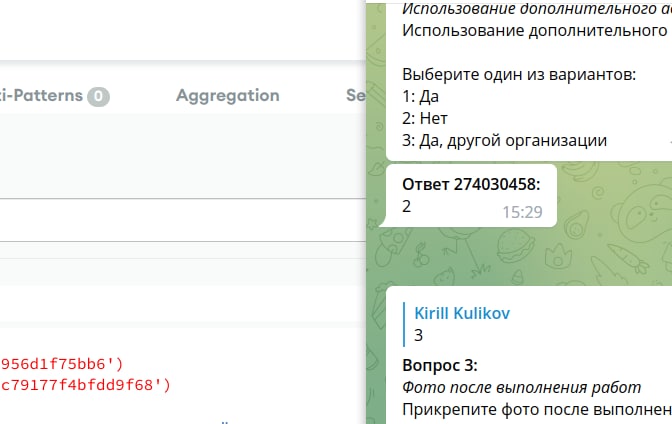 i-Patterns 0 Aggregation Se
956d1f75bb6')
c79177f4bfdd9f68')
Использование дополнительного
Использование дополнительного
Выберите один из вариантов:
1: Да
2: Нет
3: Да, другой организации
Ответ 274030458:
2
15:29
Kirill Kulikov
3
Вопрос 3:
Фото после выполнения работ
Прикрепите фото после выполнен